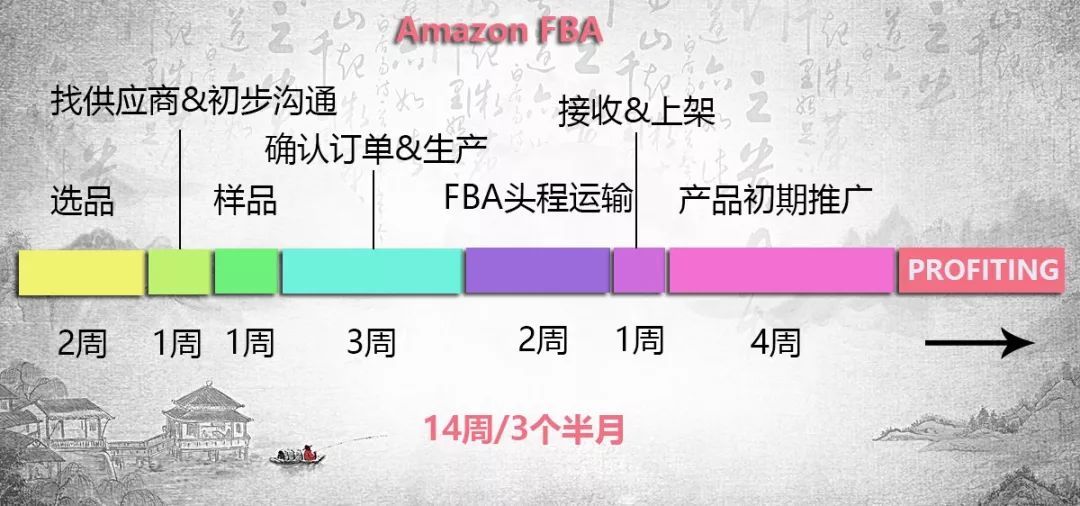 Amazon FBA
找供应商&初步沟通
接收&上架
确认订单&生产
选品
样品
FBA头程运输
产品初期推广
PROFITING
2周
1周
1周
3周
2周
1周
4周
14周/3个半月